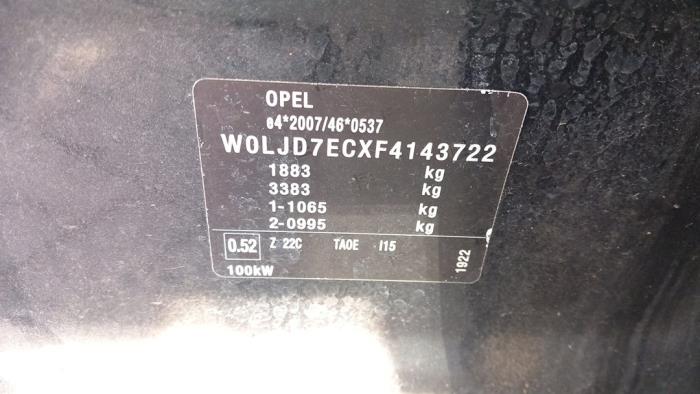 OPEL
e4*2007/46*0537
W0LJD7ECXF4143722
1883 kg
3383 kg
1-1065 kg
2-0995 kg
0.52 Z 22C TAOE I15
100kW
1922